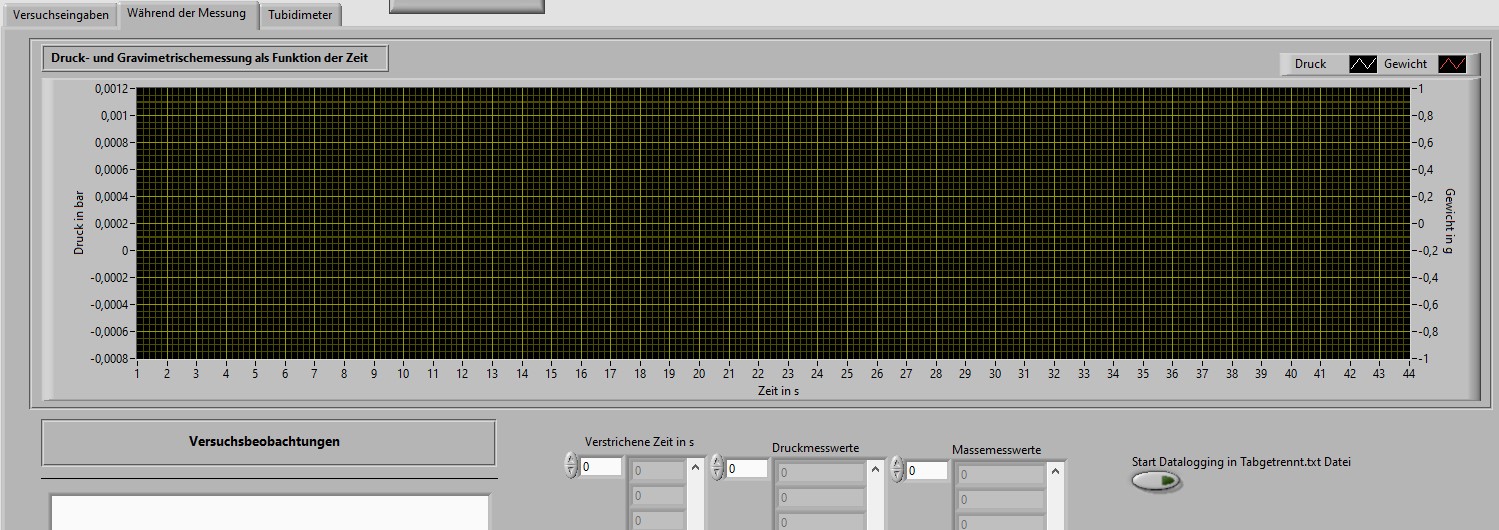 Versuchseingaben Während der Messung Tubidimeter
Druck- und Gravimetrischemessung als Funktion der Zeit
Druck Gewicht
0,0012
0,001
0,0008
0,0006
0,0004
0,0002
0
-0,0002
-0,0004
-0,0006
-0,0008
Druck in bar
1
0,8
0,6
0,4
0,2
0
-0,2
-0,4
-0,6
-0,8
-1
Gewicht in g
1 2 3 4 5 6 7 8 9 10 11 12 13 14 15 16 17 18 19 20 21 22 23 24 25 26 27 28 29 30 31 32 33 34 35 36 37 38 39 40 41 42 43 44
Zeit in s
Versuchsbeobachtungen
Verstrichene Zeit in s
0
0
0
0
Druckmesswerte
0
0
0
0
Massemesswerte
0
0
0
0
Start Datalogging in Tabgetrennt.txt Datei